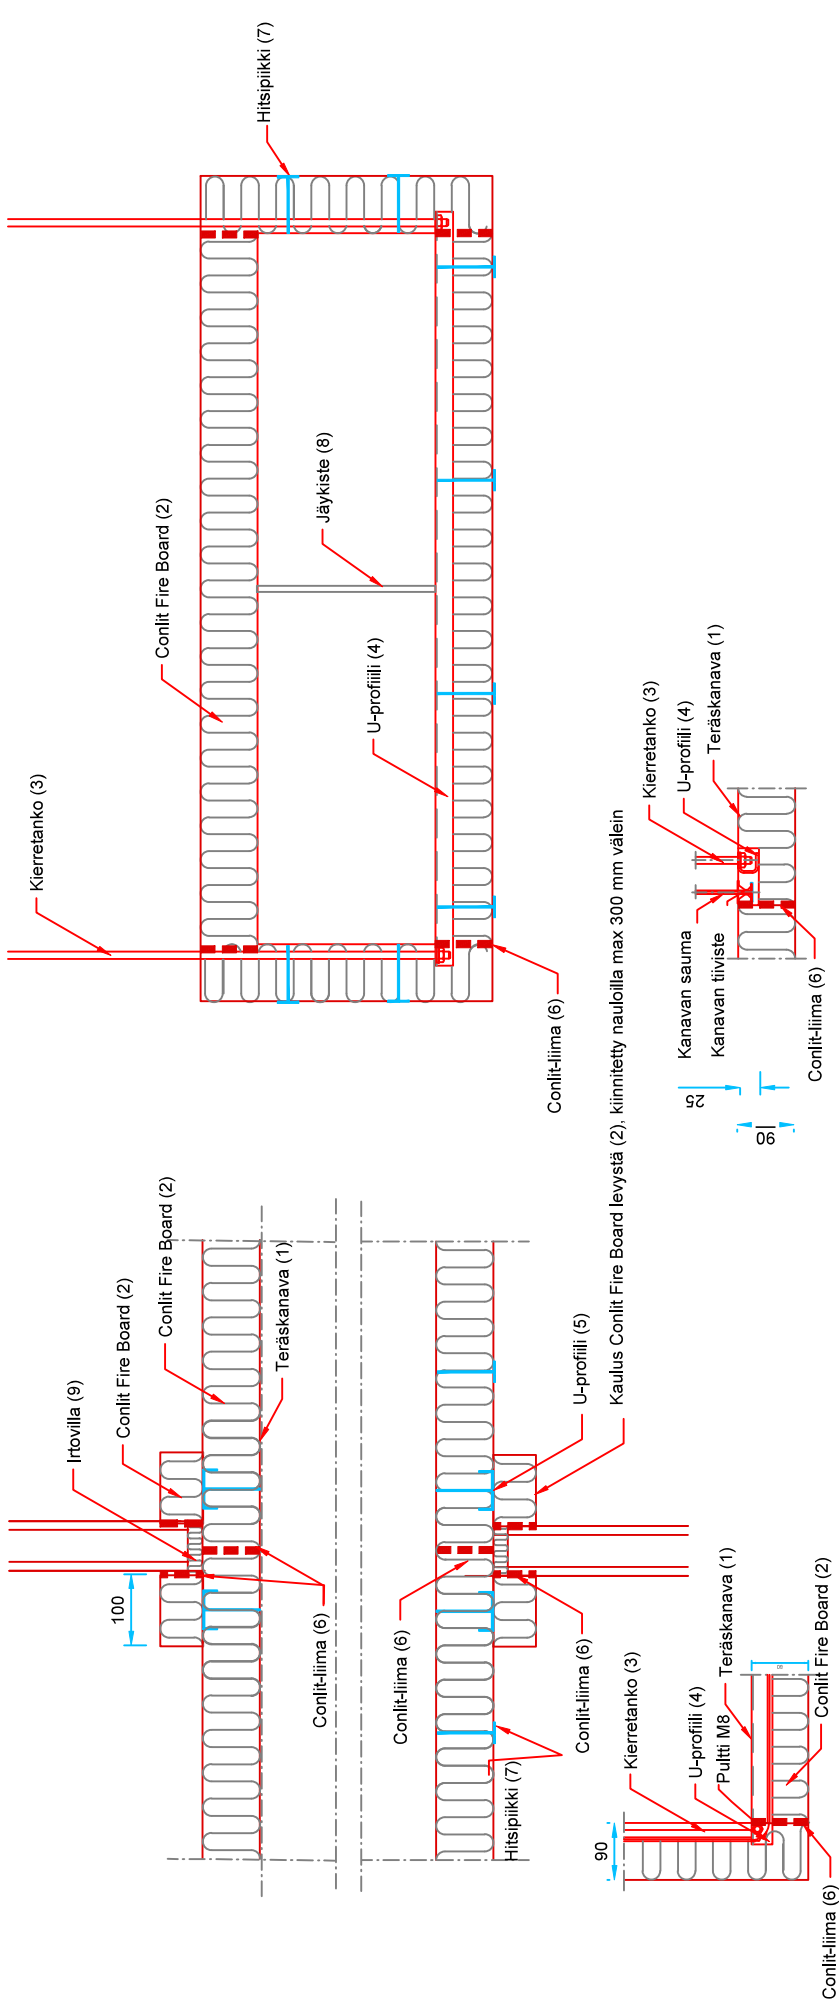 Hitsipiikki (7)
Jäykiste (8)
Conlit Fire Board (2)
U-profiiili (4)
Kierretanko (3)
Conlit-liima (6)
Kierretanko (3)
U-profiili (4)
Teräskanava (1)
Kanavan sauma
Kanavan tiiviste
Conlit-liima (6)
25
90
Irtovilla (9)
Conlit Fire Board (2)
Conlit Fire Board (2)
Teräskanava (1)
100
Conlit-liima (6)
Conlit-liima (6)
U-profiili (5)
Kaulus Conlit Fire Board levystä (2), kiinnitetty nauloilla max 300 mm välein
Conlit-liima (6)
Hitsipiikki (7)
Kierretanko (3)
U-profiili (4)
Pultti M8
Teräskanava (1)
Conlit Fire Board (2)
90
Conlit-liima (6)